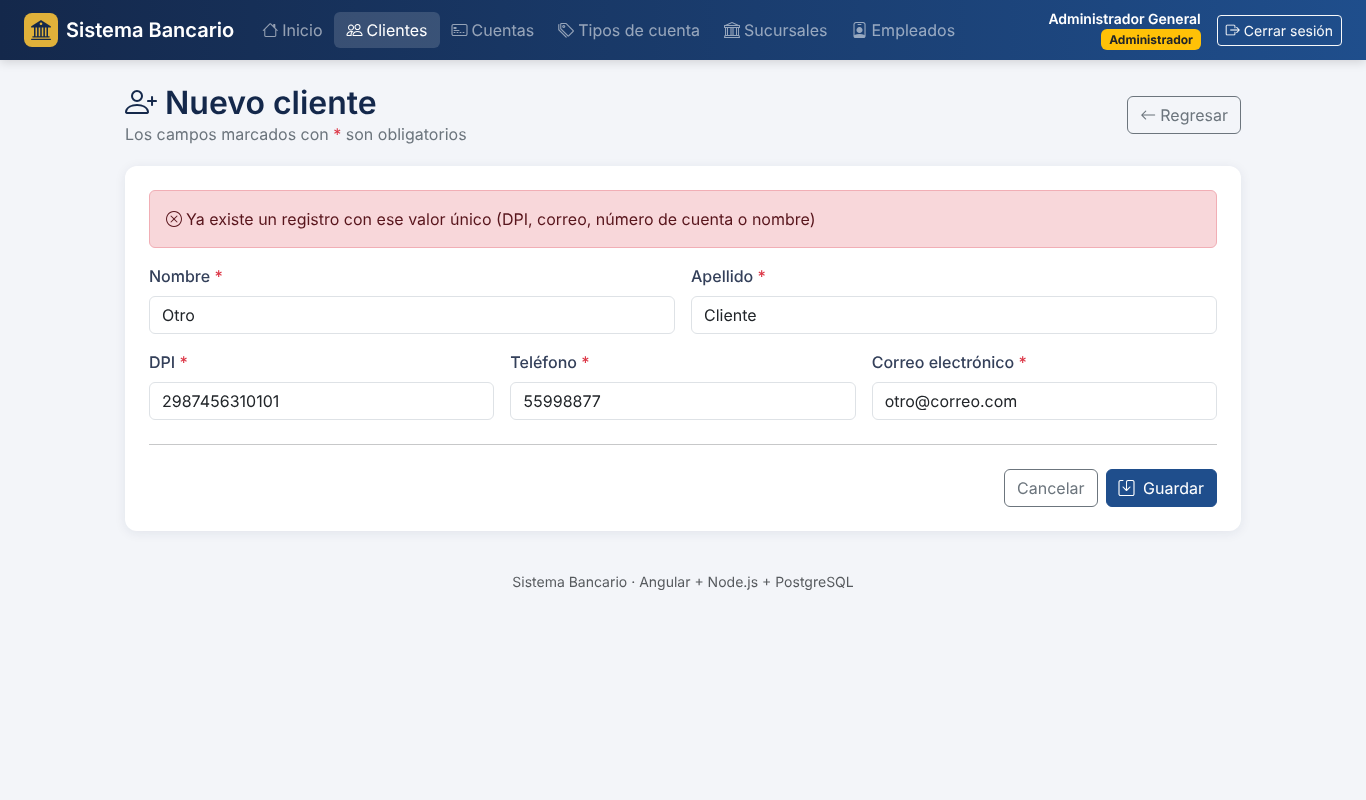 Sistema Bancario Inicio Clientes Cuentas Tipos de cuenta Sucursales Empleados Administrador General Cerrar sesión
Administrador
Nuevo cliente
Regresar
Los campos marcados con * son obligatorios
Ya existe un registro con ese valor único (DPI, correo, número de cuenta o nombre)
Nombre * Apellido *
Otro Cliente
DPI * Teléfono * Correo electrónico *
2987456310101 55998877 otro@correo.com
Cancelar Guardar
Sistema Bancario · Angular + Node.js + PostgreSQL